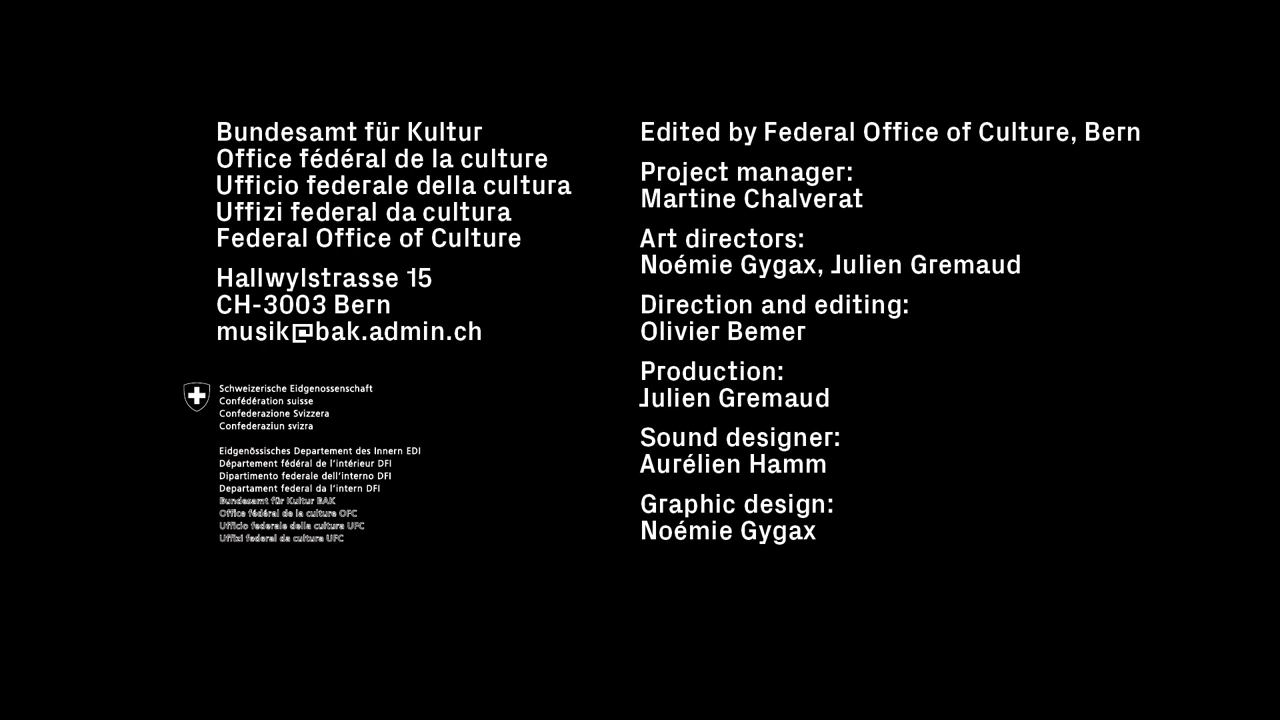 Bundesamt für Kultur
Office fédéral de la culture
Ufficio federale della cultura
Uffizi federal da cultura
Federal Office of Culture
Hallwylstrasse 15
CH-3003 Bern
musik@bak.admin.ch
Schweizerische Eidgenossenschaft
Confédération suisse
Confederazione Svizzera
Confederaziun svizra
Eidgenössisches Departement des Innern EDI
Département fédéral de l'intérieur DFI
Dipartimento federale dell'interno DFI
Departament federal da l'intern DFI
Bundesamt für Kultur BAK
Office fédéral de la culture OFC
Ufficio federale della cultura UFC
Uffizi federal da cultura UFC
Edited by Federal Office of Culture, Bern
Project manager:
Martine Chalverat
Art directors:
Noémie Gygax, Julien Gremaud
Direction and editing:
Olivier Bemer
Production:
Julien Gremaud
Sound designer:
Aurélien Hamm
Graphic design:
Noémie Gygax